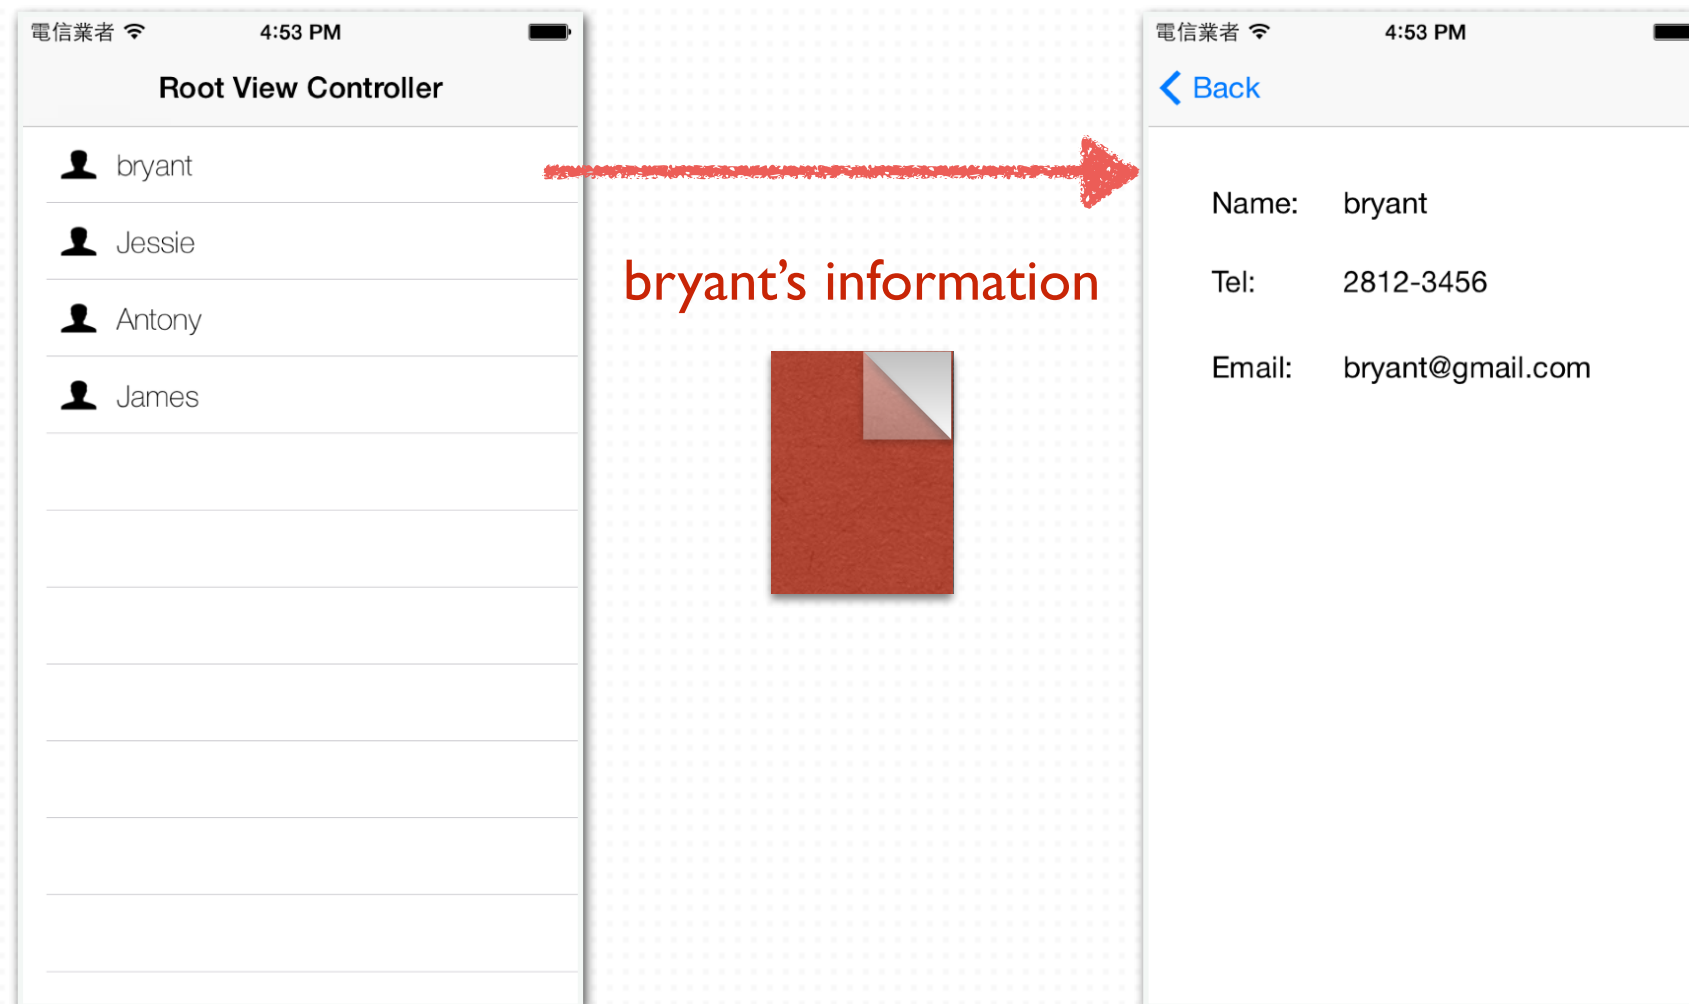 電信業者 4:53 PM
Root View Controller
bryant
Jessie
Antony
James
bryant’s information
電信業者 4:53 PM
Back
Name: bryant
Tel: 2812-3456
Email: bryant@gmail.com